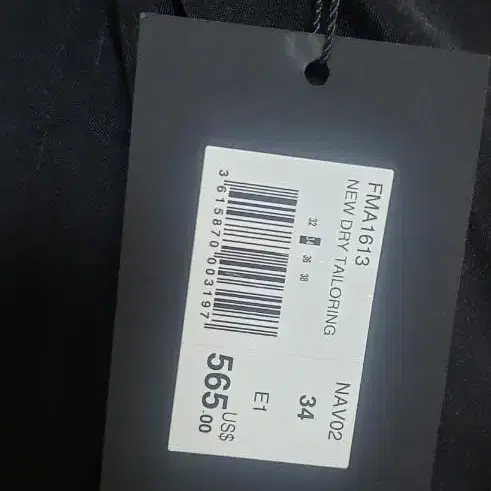 FMA1613
NAV02
NEW DRY TAILORING
34
32 34 36 38
E1
3 615870 003197
565.00 US$